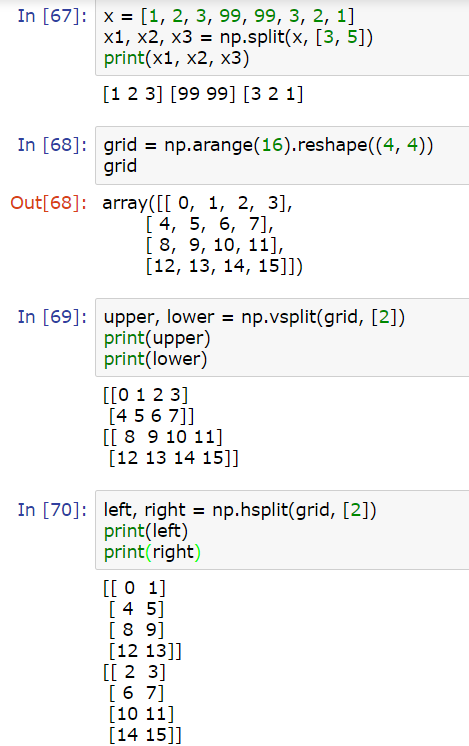 In [67]: x = [1, 2, 3, 99, 99, 3, 2, 1]
x1, x2, x3 = np.split(x, [3, 5])
print(x1, x2, x3)
[1 2 3] [99 99] [3 2 1]
In [68]: grid = np.arange(16).reshape((4, 4))
grid
Out[68]: array([[ 0,  1,  2,  3],
[ 4,  5,  6,  7],
[ 8,  9, 10, 11],
[12, 13, 14, 15]])
In [69]: upper, lower = np.vsplit(grid, [2])
print(upper)
print(lower)
[[0 1 2 3]
[4 5 6 7]]
[[ 8  9 10 11]
[12 13 14 15]]
In [70]: left, right = np.hsplit(grid, [2])
print(left)
print(right)
[[ 0  1]
[ 4  5]
[ 8  9]
[12 13]]
[[ 2  3]
[ 6  7]
[10 11]
[14 15]]